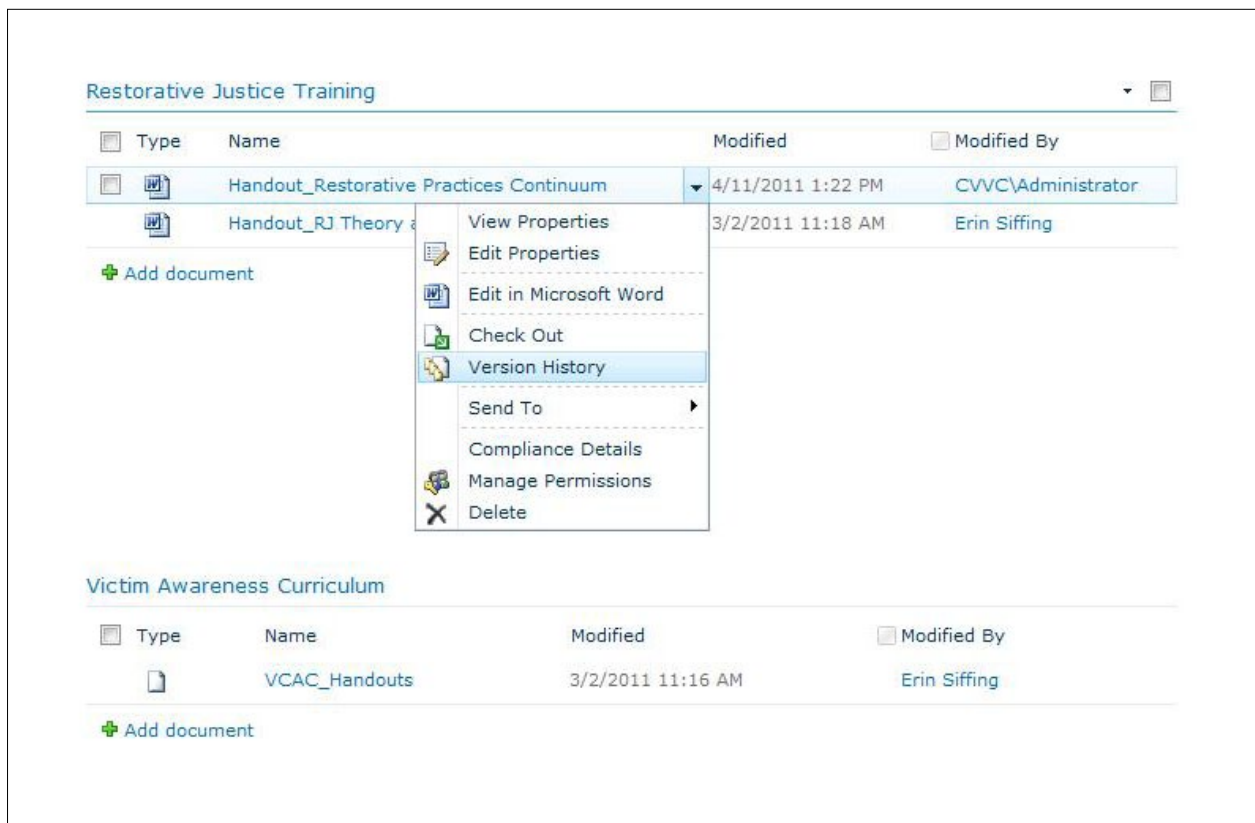 Restorative Justice Training
Type Name Modified Modified By
Handout_Restorative Practices Continuum 4/11/2011 1:22 PM CVVC\Administrator
Handout_RJ Theory 3/2/2011 11:18 AM Erin Siffing
View Properties
Edit Properties
Add document
Edit in Microsoft Word
Check Out
Version History
Send To
Compliance Details
Manage Permissions
Delete
Victim Awareness Curriculum
Type Name Modified Modified By
VCAC_Handouts 3/2/2011 11:16 AM Erin Siffing
Add document